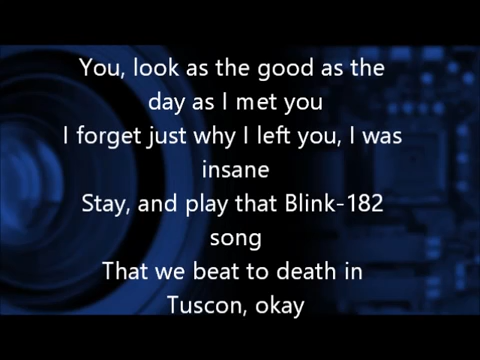 You, look as the good as the
day as I met you
I forget just why I left you, I was
insane
Stay, and play that Blink-182
song
That we beat to death in
Tuscon, okay